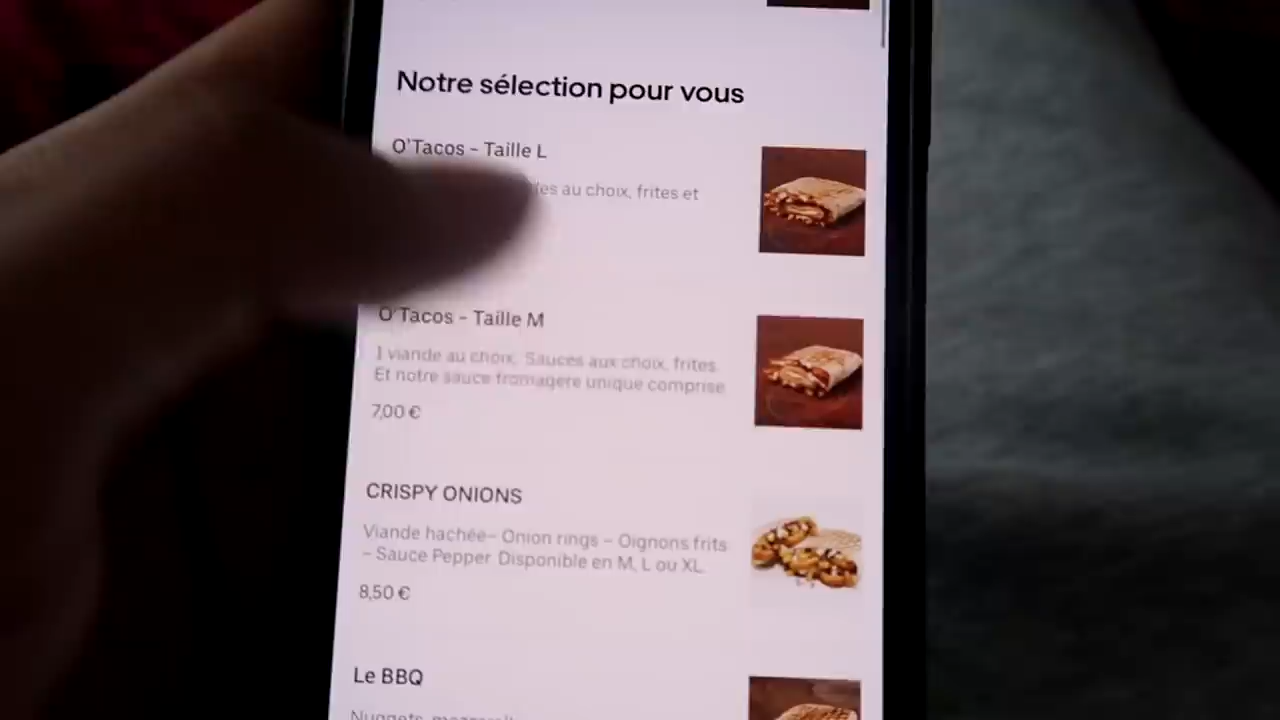 Notre sélection pour vous
O'Tacos - Taille L
au choix, frites et
O'Tacos - Taille M
1 viande au choix. Sauces aux choix, frites.
Et notre sauce fromagère unique comprise
7,00 €
CRISPY ONIONS
Viande hachée- Onion rings - Oignons frits
- Sauce Pepper Disponible en M, L ou XL
8,50 €
Le BBQ